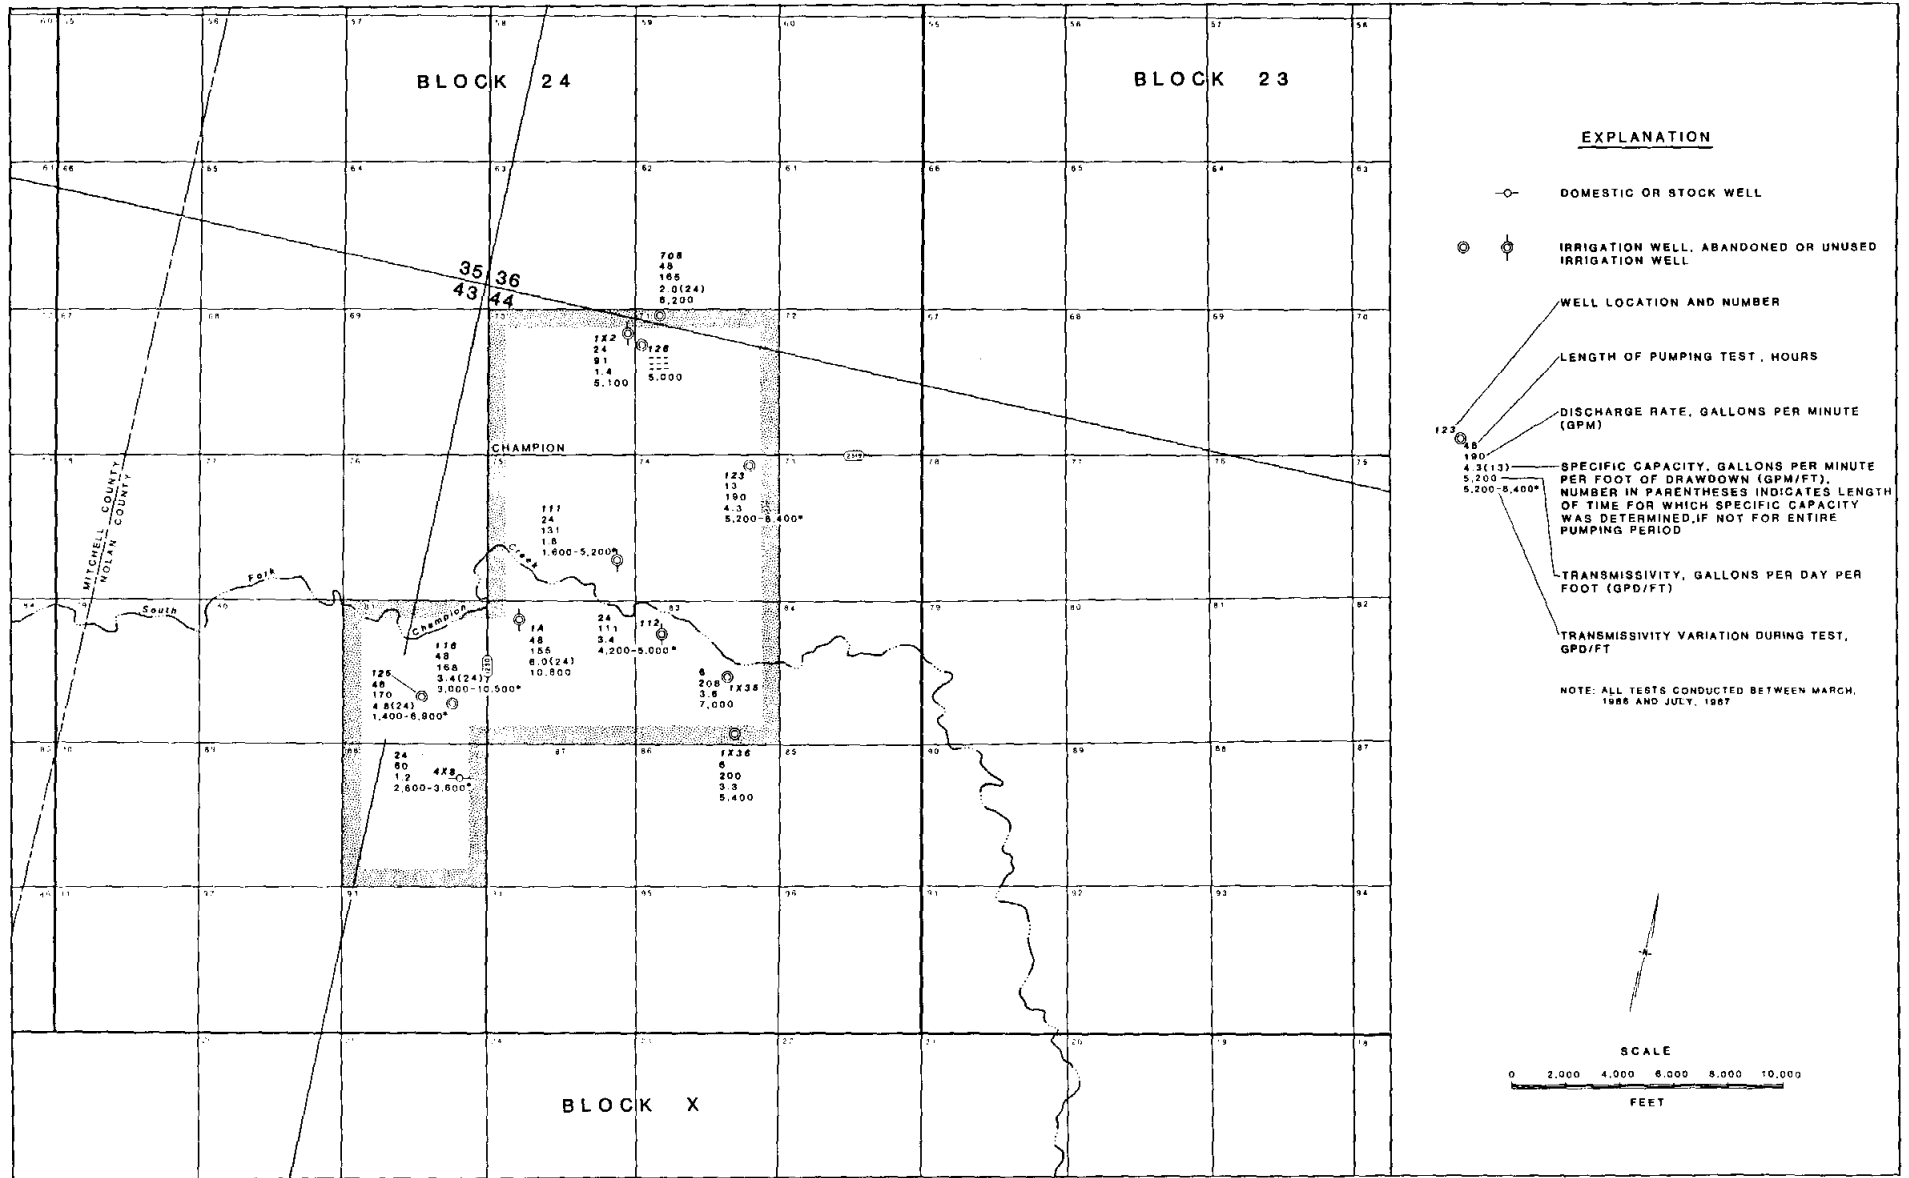 BLOCK 24
BLOCK 23
35 36
43 44
708
48
165
2.0(24)
6,200
1X2
24
91
1.4
5,100
126
---
---
---
5,000
CHAMPION
123
13
190
4.3
5,200-8,400*
111
24
131
1.8
1,600-5,200*
MITCHELL COUNTY
NOLAN COUNTY
South
Fork
Champion
Creek
1A
48
155
6.0(24)
10,800
24
111
3.4
4,200-5,000*
112
116
48
168
3.4(24)
3,000-10,500*
125
48
170
4.8(24)
1,400-6,900*
6
208
3.6
7,000
1X35
1X36
6
200
3.3
5,400
24
60
1.2
2,800-3,600*
4X8
BLOCK X
EXPLANATION
DOMESTIC OR STOCK WELL
IRRIGATION WELL, ABANDONED OR UNUSED
IRRIGATION WELL
WELL LOCATION AND NUMBER
LENGTH OF PUMPING TEST, HOURS
DISCHARGE RATE, GALLONS PER MINUTE
(GPM)
123
48
190
4.3(13)
5,200
5,200-8,400*
SPECIFIC CAPACITY, GALLONS PER MINUTE
PER FOOT OF DRAWDOWN (GPM/FT),
NUMBER IN PARENTHESES INDICATES LENGTH
OF TIME FOR WHICH SPECIFIC CAPACITY
WAS DETERMINED, IF NOT FOR ENTIRE
PUMPING PERIOD
TRANSMISSIVITY, GALLONS PER DAY PER
FOOT (GPD/FT)
TRANSMISSIVITY VARIATION DURING TEST,
GPD/FT
NOTE: ALL TESTS CONDUCTED BETWEEN MARCH,
1966 AND JULY, 1967
SCALE
0 2,000 4,000 6,000 8,000 10,000
FEET